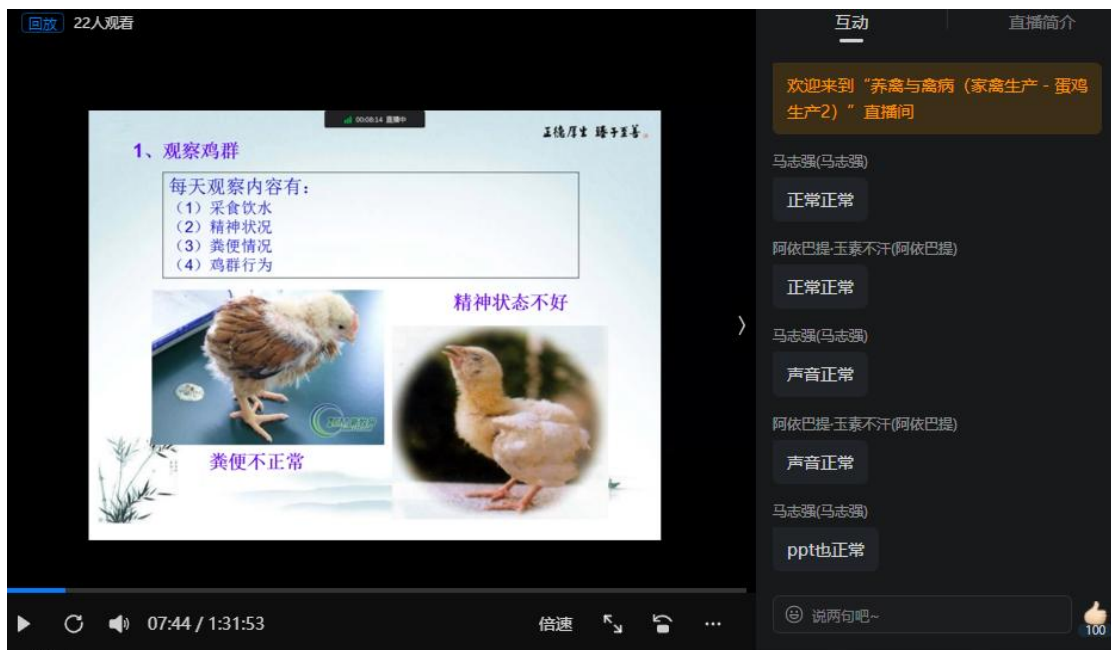 回放 22人观看
00:08:14 直播中
正德厚生 臻于至善
1、观察鸡群
每天观察内容有：
（1）采食饮水
（2）精神状况
（3）粪便情况
（4）鸡群行为
精神状态不好
粪便不正常
07:44 / 1:31:53
倍速
互动
直播简介
欢迎来到“养禽与禽病（家禽生产－蛋鸡
生产2）”直播间
马志强(马志强)
正常正常
阿依巴提·玉素不汗(阿依巴提)
正常正常
马志强(马志强)
声音正常
阿依巴提·玉素不汗(阿依巴提)
声音正常
马志强(马志强)
ppt也正常
说两句吧~
100